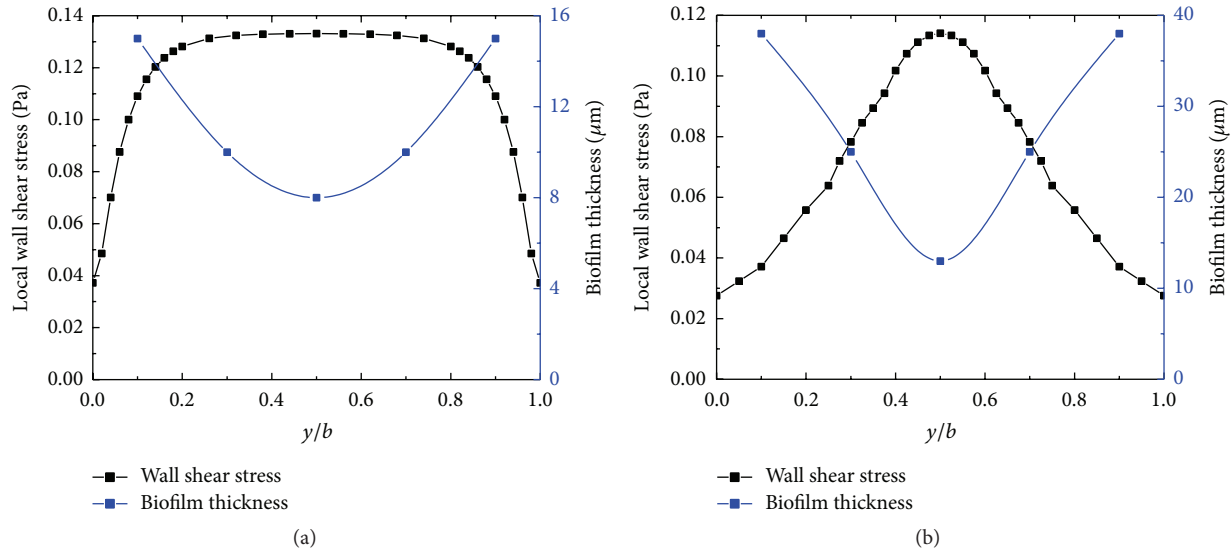 0.14
0.12
0.10
0.08
0.06
0.04
0.02
0.00
Local wall shear stress (Pa)
16
12
8
4
0
Biofilm thickness (μm)
0.0 0.2 0.4 0.6 0.8 1.0
y/b
Wall shear stress
Biofilm thickness
(a)
0.12
0.10
0.08
0.06
0.04
0.02
0.00
Local wall shear stress (Pa)
40
30
20
10
0
Biofilm thickness (μm)
0.0 0.2 0.4 0.6 0.8 1.0
y/b
Wall shear stress
Biofilm thickness
(b)